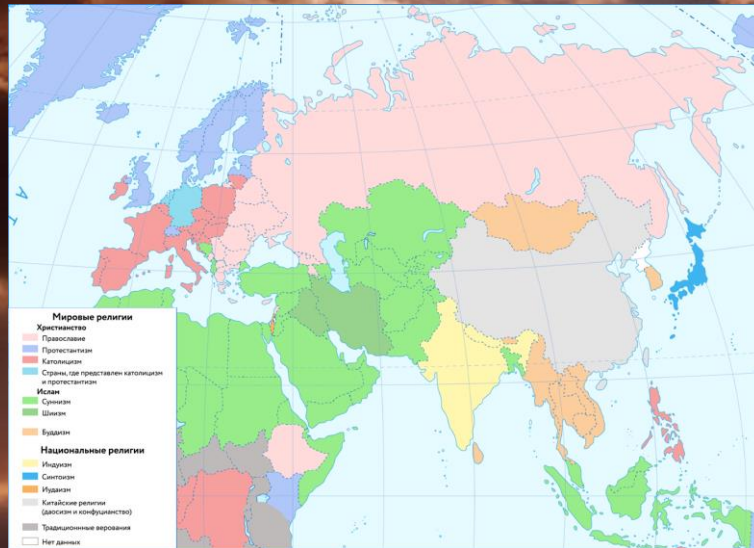 А
Т
Мировые религии
Христианство
Православие
Протестантизм
Католицизм
Страны, где представлен католицизм
и протестантизм
Ислам
Суннизм
Шиизм
Буддизм
Национальные религии
Индуизм
Синтоизм
Иудаизм
Китайские религии
(даосизм и конфуцианство)
Традиционные верования
Нет данных